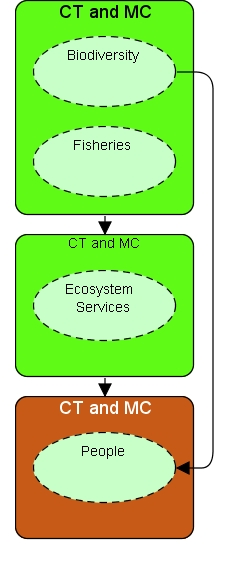 CT and MC
Biodiversity
Fisheries
CT and MC
Ecosystem
Services
CT and MC
People